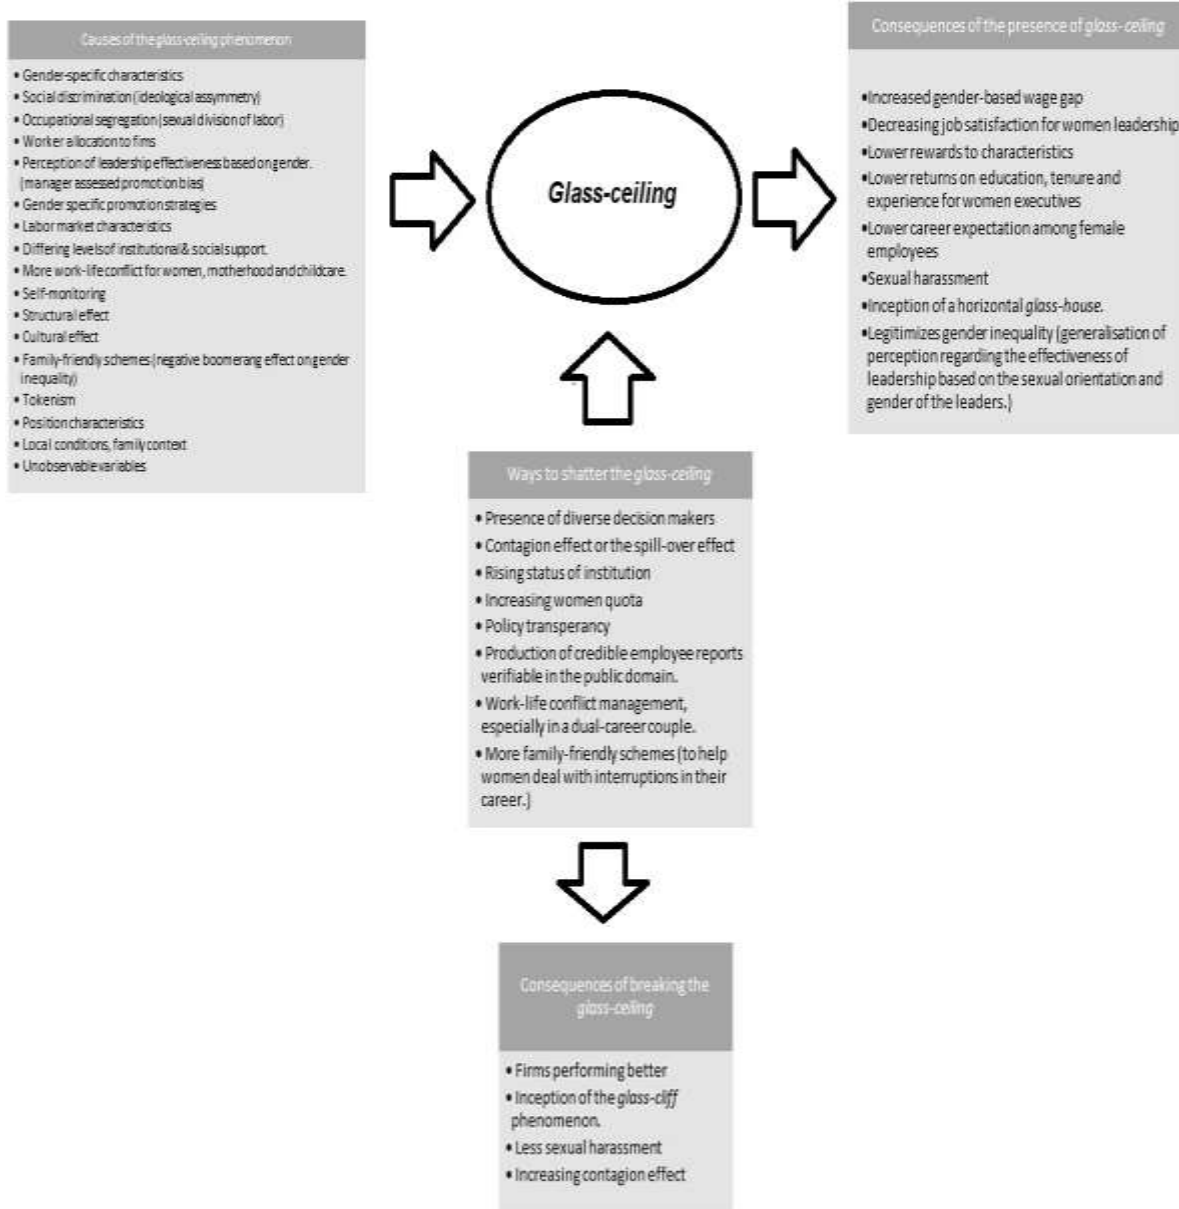 Causes of the glass-ceiling phenomenon
• Gender-specific characteristics
• Social discrimination (ideological assymmetry)
• Occupational segregation (sexual division of labor)
• Worker allocation to fims
• Perception of leadership effectiveness based on gender.
(manager assessed promotion bias)
• Gender specific promotion strategies
• Labor market characteristics
• Differing levels of institutional & social support.
• More work-life conflict for women, motherhood and childcare.
• Self-monitoring
• Structural effect
• Cultural effect
• Family-friendly schemes (negative boomerang effect on gender
inequality)
• Tokenism
• Position characteristics
• Local conditions, family context
• Unobservable variables
Glass-ceiling
Consequences of the presence of glass- ceiling
•Increased gender-based wage gap
•Decreasing job satisfaction for women leadership
•Lower rewards to characteristics
•Lower returns on education, tenure and
experience for women executives
•Lower career expectation among female
employees
•Sexual harassment
•Inception of a horizontal glass-house.
•Legitimizes gender inequality (generalisation of
perception regarding the effectiveness of
leadership based on the sexual orientation and
gender of the leaders.)
Ways to shatter the glass-ceiling
• Presence of diverse decision makers
• Contagion effect or the spill-over effect
• Rising status of institution
• Increasing women quota
• Policy transperancy
• Production of credible employee reports
verifiable in the public domain.
• Work-life conflict management,
especially in a dual-career couple.
• More family-friendly schemes (to help
women deal with interruptions in their
career.)
Consequences of breaking the
glass-ceiling
• Firms performing better
• Inception of the glass-cliff
phenomenon.
• Less sexual harassment
• Increasing contagion effect